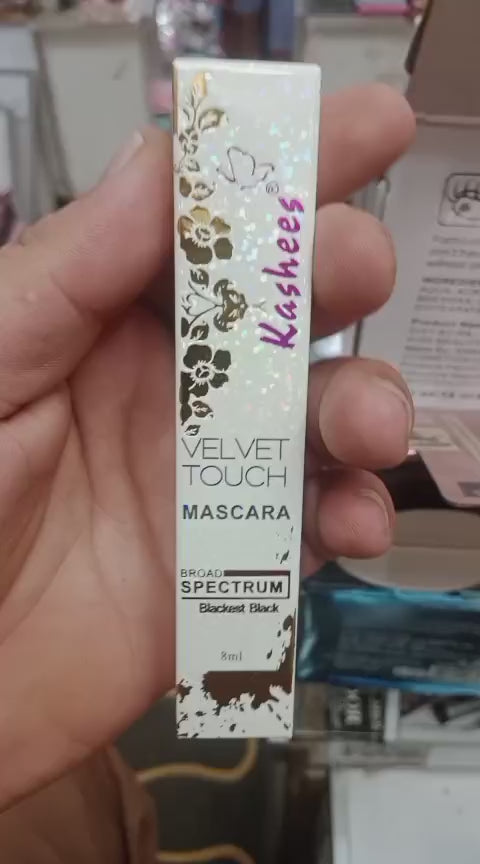 Kashees®
VELVET
TOUCH
MASCARA
BROAD
SPECTRUM
Blackest Black
8ml